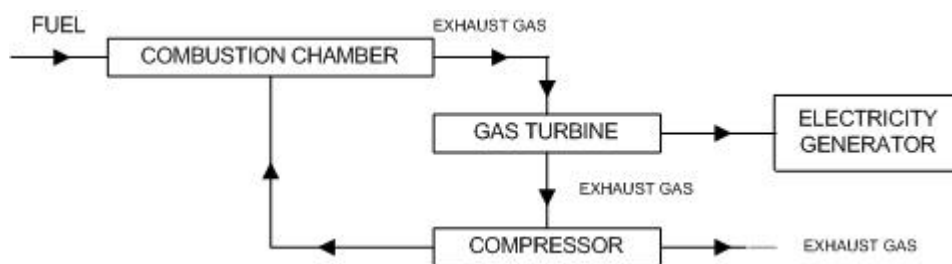 FUEL
EXHAUST GAS
COMBUSTION CHAMBER
GAS TURBINE
ELECTRICITY
GENERATOR
EXHAUST GAS
COMPRESSOR
EXHAUST GAS